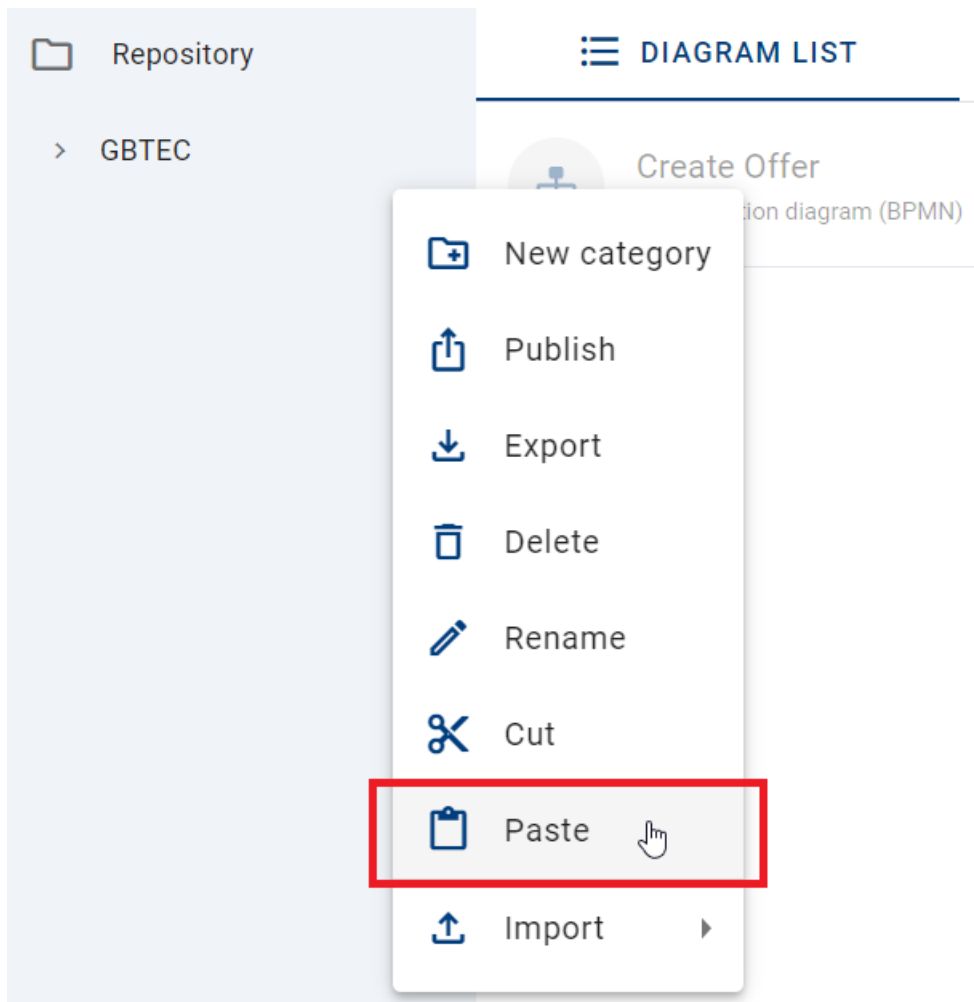 Repository
DIAGRAM LIST
GBTEC
Create Offer
tion diagram (BPMN)
New category
Publish
Export
Delete
Rename
Cut
Paste
Import